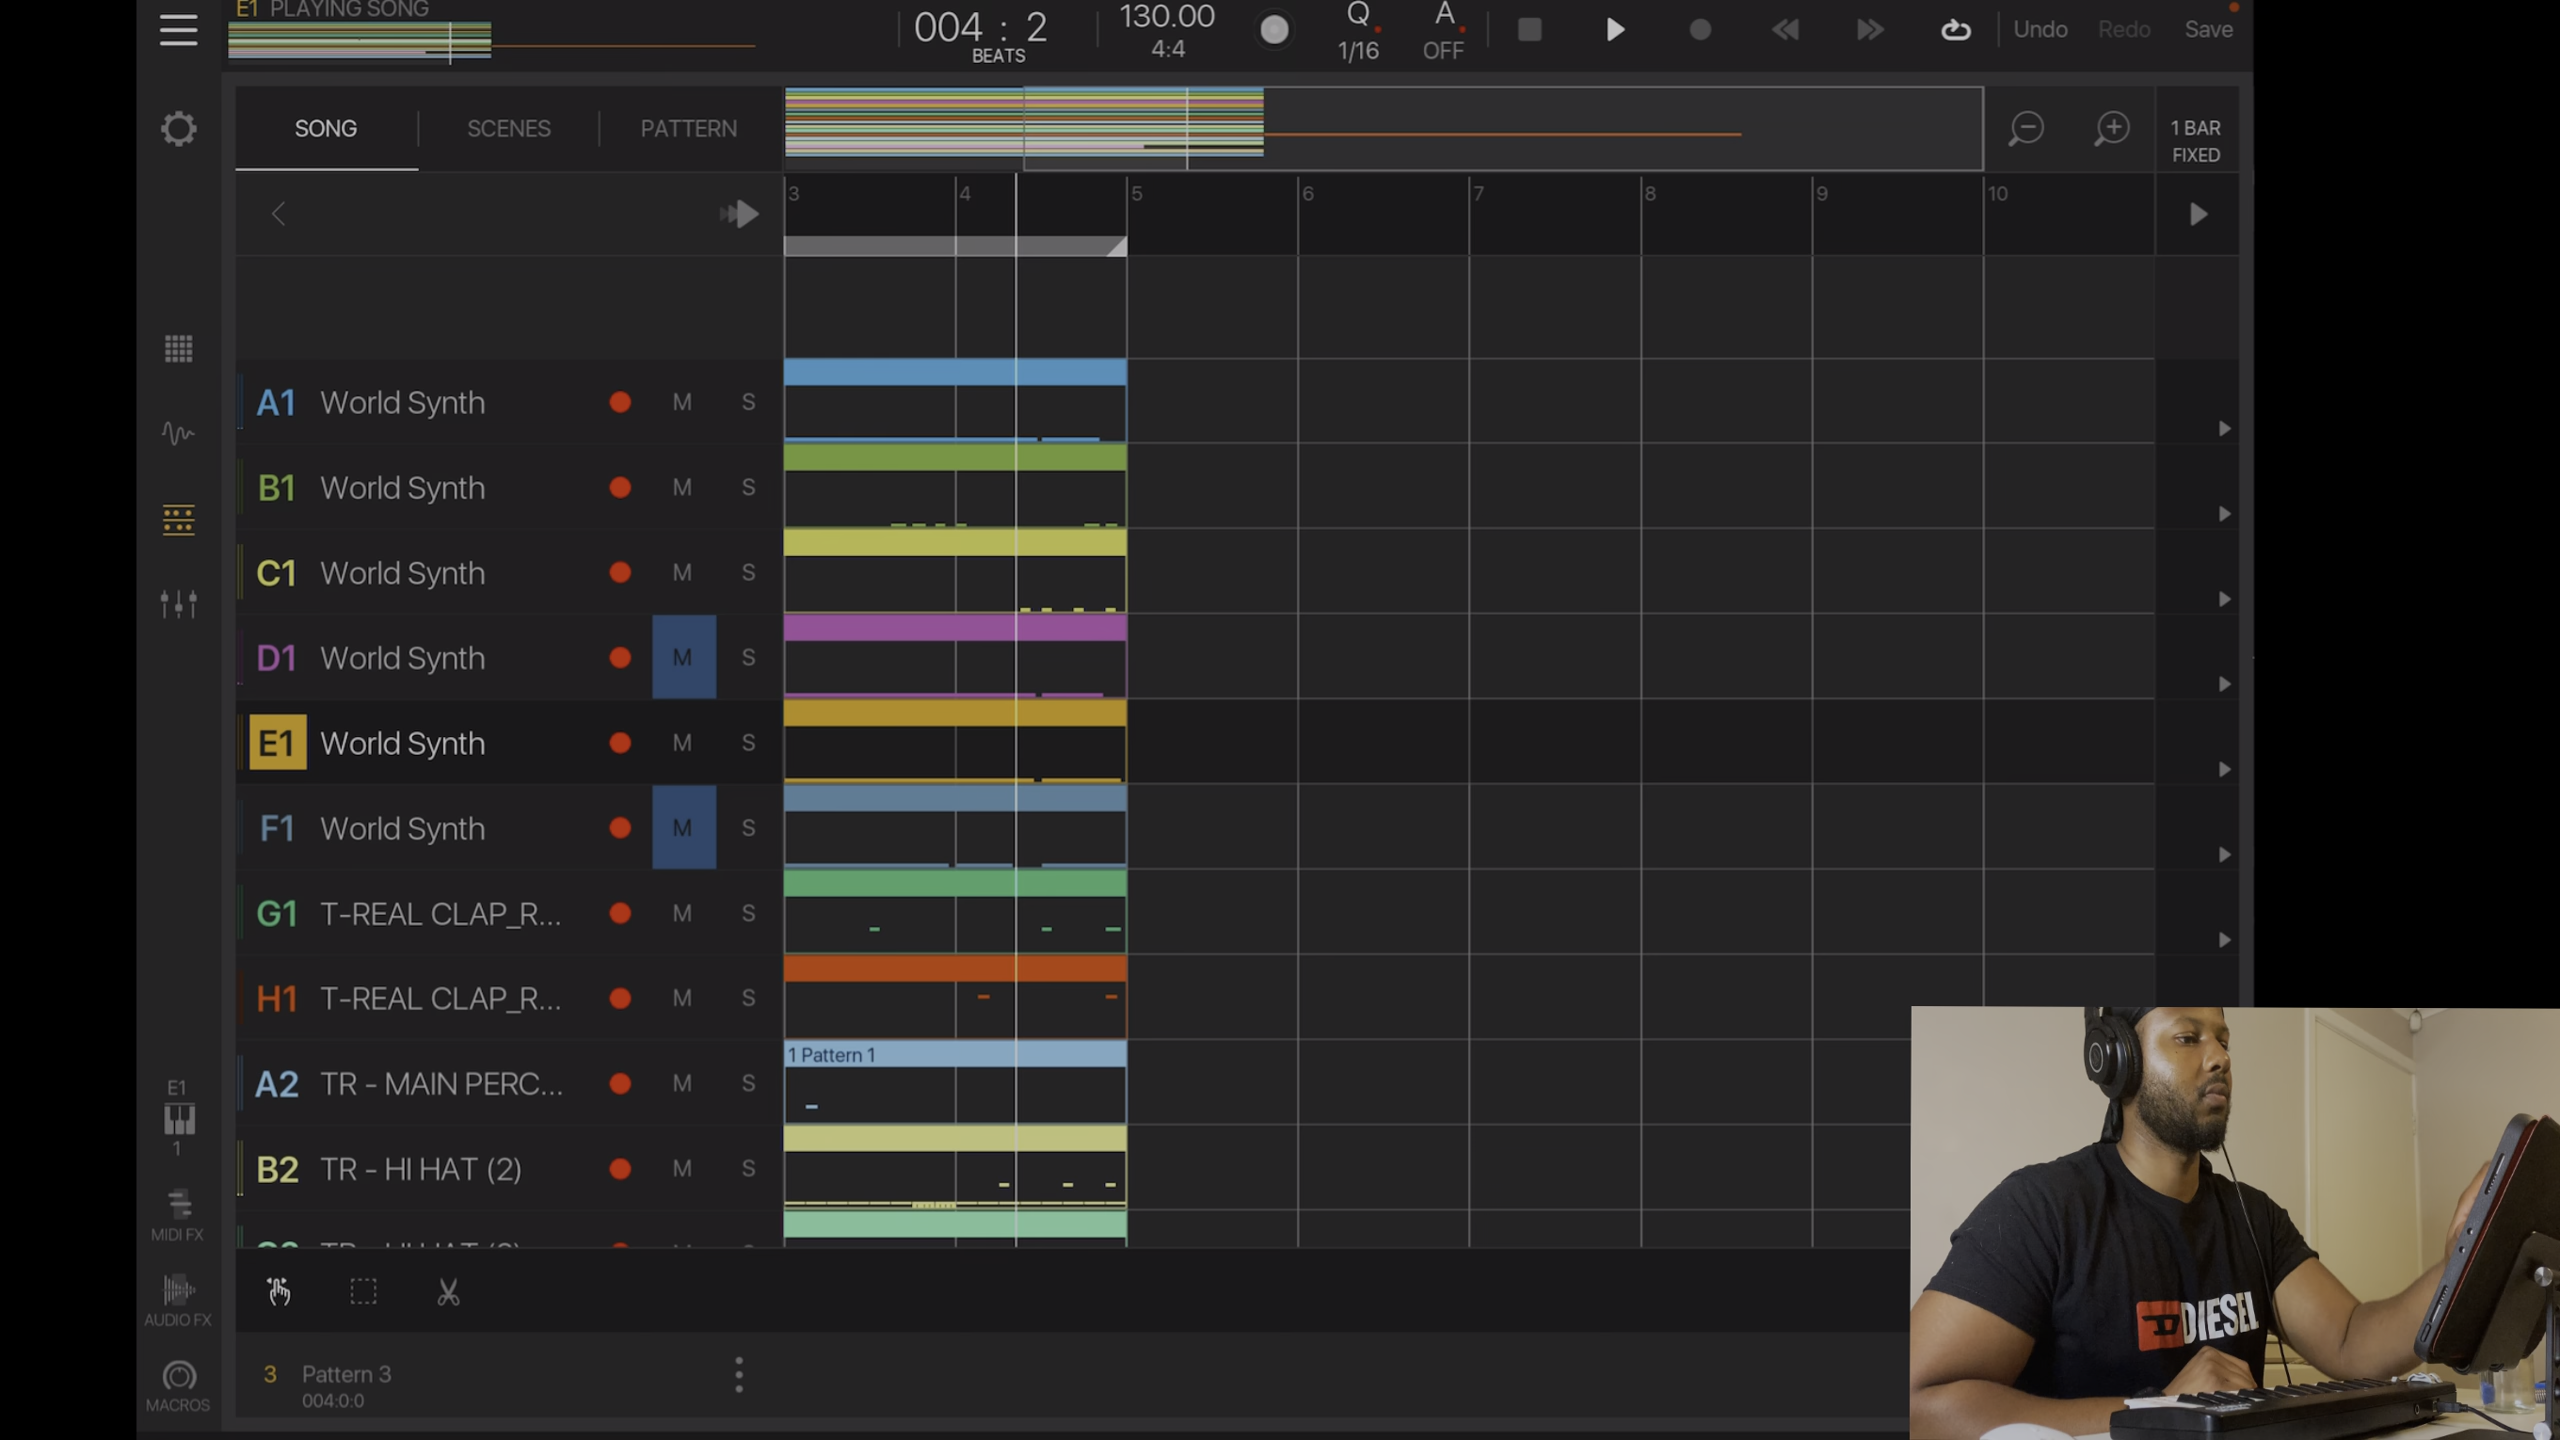 E1 PLAYING SONG
004 : 2
BEATS
130.00
4:4
Q
1/16
A
OFF
Undo
Redo
Save
SONG
SCENES
PATTERN
1 BAR
FIXED
3
4
5
6
7
8
9
10
A1 World Synth M S
B1 World Synth M S
C1 World Synth M S
D1 World Synth M S
E1 World Synth M S
F1 World Synth M S
G1 T-REAL CLAP_R... M S
H1 T-REAL CLAP_R... M S
1 Pattern 1
A2 TR - MAIN PERC... M S
B2 TR - HI HAT (2) M S
E1
1
MIDI FX
AUDIO FX
MACROS
3 Pattern 3
004:0:0
DIESEL